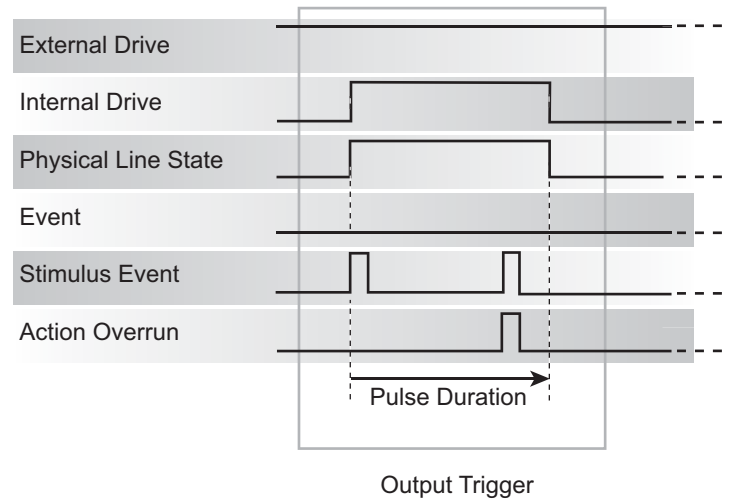 External Drive
Internal Drive
Physical Line State
Event
Stimulus Event
Action Overrun
Pulse Duration
Output Trigger